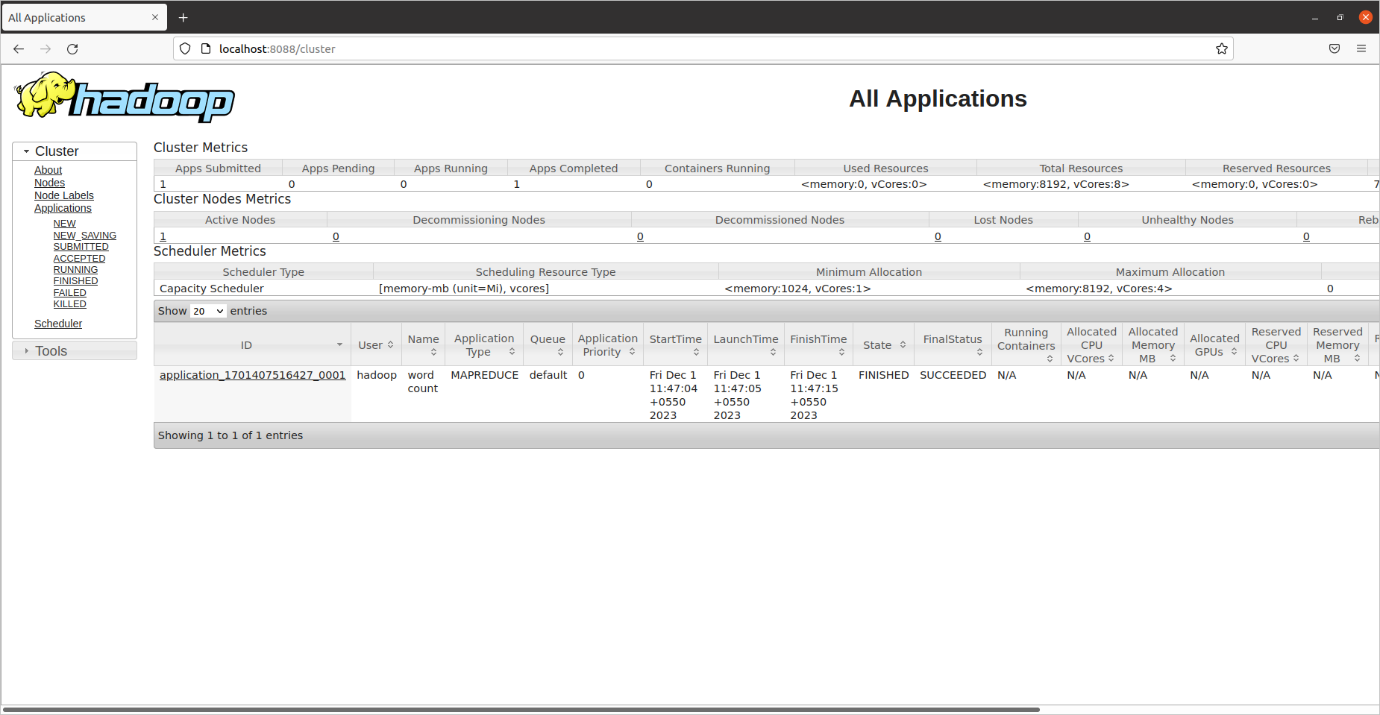 All Applications
localhost:8088/cluster
hadoop
All Applications
Cluster
About
Nodes
Node Labels
Applications
NEW
NEW_SAVING
SUBMITTED
ACCEPTED
RUNNING
FINISHED
FAILED
KILLED
Scheduler
Tools
Cluster Metrics
Apps Submitted Apps Pending Apps Running Apps Completed Containers Running Used Resources Total Resources Reserved Resources
1 0 0 1 0 <memory:0, vCores:0> <memory:8192, vCores:8> <memory:0, vCores:0> 7
Cluster Nodes Metrics
Active Nodes Decommissioning Nodes Decommissioned Nodes Lost Nodes Unhealthy Nodes Reb
1 0 0 0 0 0
Scheduler Metrics
Scheduler Type Scheduling Resource Type Minimum Allocation Maximum Allocation
Capacity Scheduler [memory-mb (unit=Mi), vcores] <memory:1024, vCores:1> <memory:8192, vCores:4> 0
Show 20 entries
ID User Name Application Type Queue Application Priority StartTime LaunchTime FinishTime State FinalStatus Running Containers Allocated CPU VCores Allocated Memory MB Allocated GPUs Reserved CPU VCores Reserved Memory MB
application_1701407516427_0001 hadoop word count MAPREDUCE default 0 Fri Dec 1 11:47:04 +0550 2023 Fri Dec 1 11:47:05 +0550 2023 Fri Dec 1 11:47:15 +0550 2023 FINISHED SUCCEEDED N/A N/A N/A N/A N/A N/A
Showing 1 to 1 of 1 entries